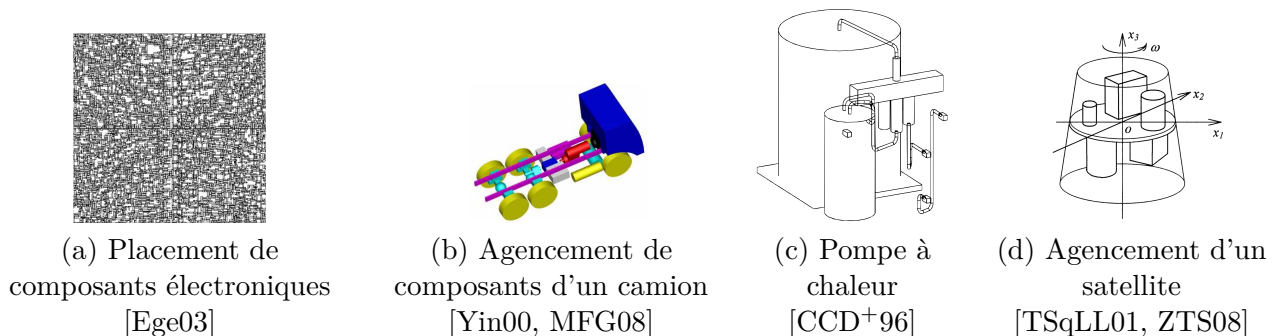 x₃
ω
x₂
o
x₁
(a) Placement de
composants électroniques
[Ege03]
(b) Agencement de
composants d'un camion
[Yin00, MFG08]
(c) Pompe à
chaleur
[CCD⁺96]
(d) Agencement d'un
satellite
[TSqLL01, ZTS08]